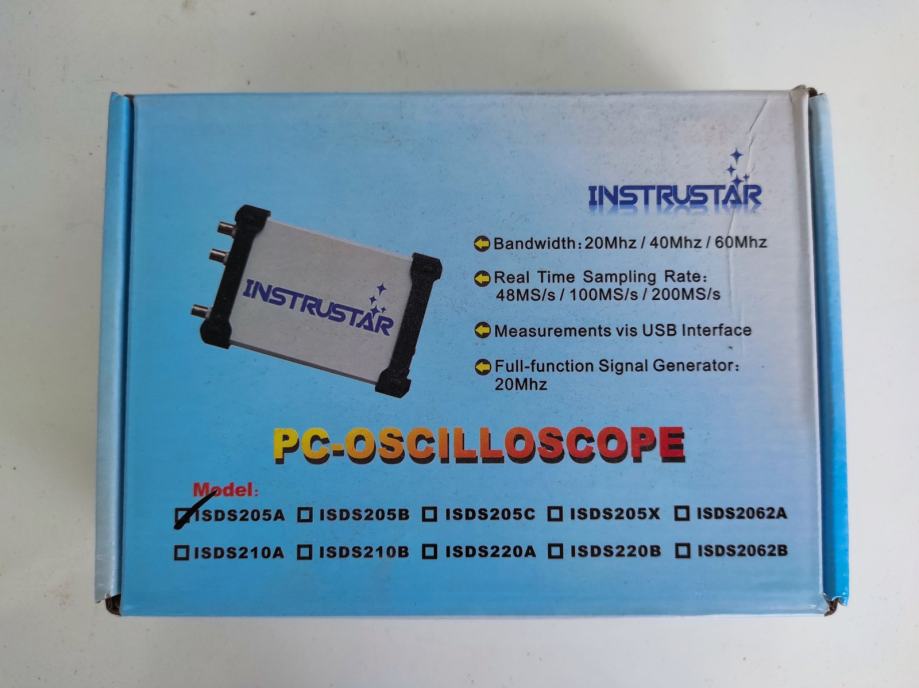 INSTRUSTAR
Bandwidth: 20Mhz / 40Mhz / 60Mhz
Real Time Sampling Rate:
48MS/s / 100MS/s / 200MS/s
Measurements vis USB Interface
Full-function Signal Generator:
20Mhz
INSTRUSTAR
PC-OSCILLOSCOPE
Model:
ISDS205A ISDS205B ISDS205C ISDS205X ISDS2062A
ISDS210A ISDS210B ISDS220A ISDS220B ISDS2062B